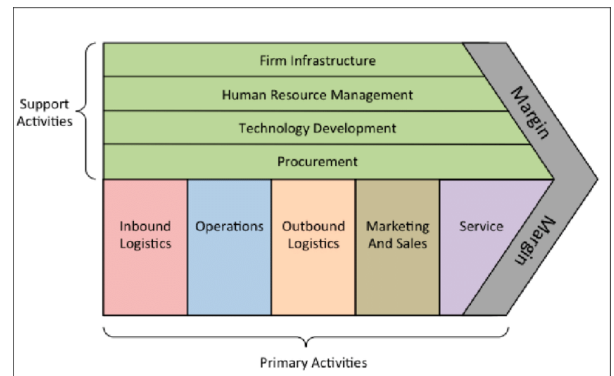 Firm Infrastructure
Human Resource Management
Technology Development
Procurement
Support
Activities
Margin
Margin
Inbound
Logistics
Operations
Outbound
Logistics
Marketing
And Sales
Service
Primary Activities